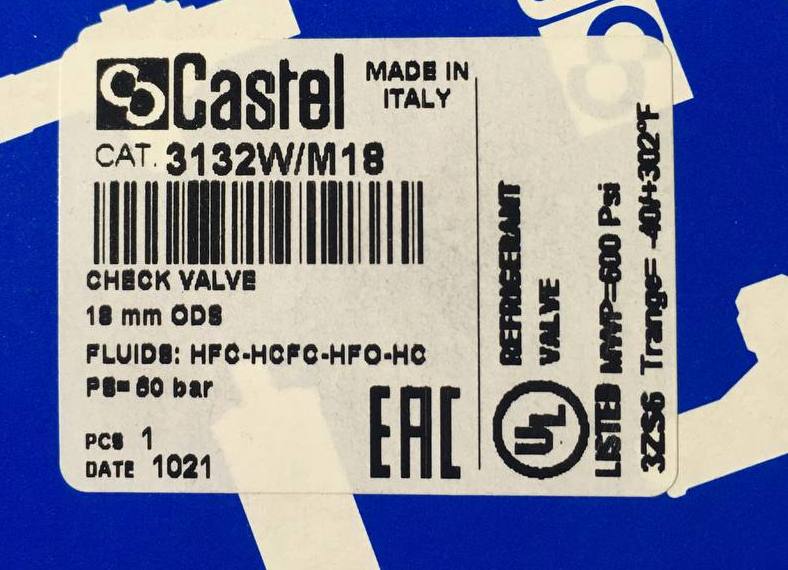 Castel
MADE IN
ITALY
CAT. 3132W/M18
CHECK VALVE
18 mm ODS
FLUIDS: HFC-HCFC-HFO-HC
PS= 60 bar
PCS 1
DATE 1021
EAC
REFRIGERANT
VALVE
UL
LISTED MWP=600 Psi
3ZS6 Trange= -40/+302°F